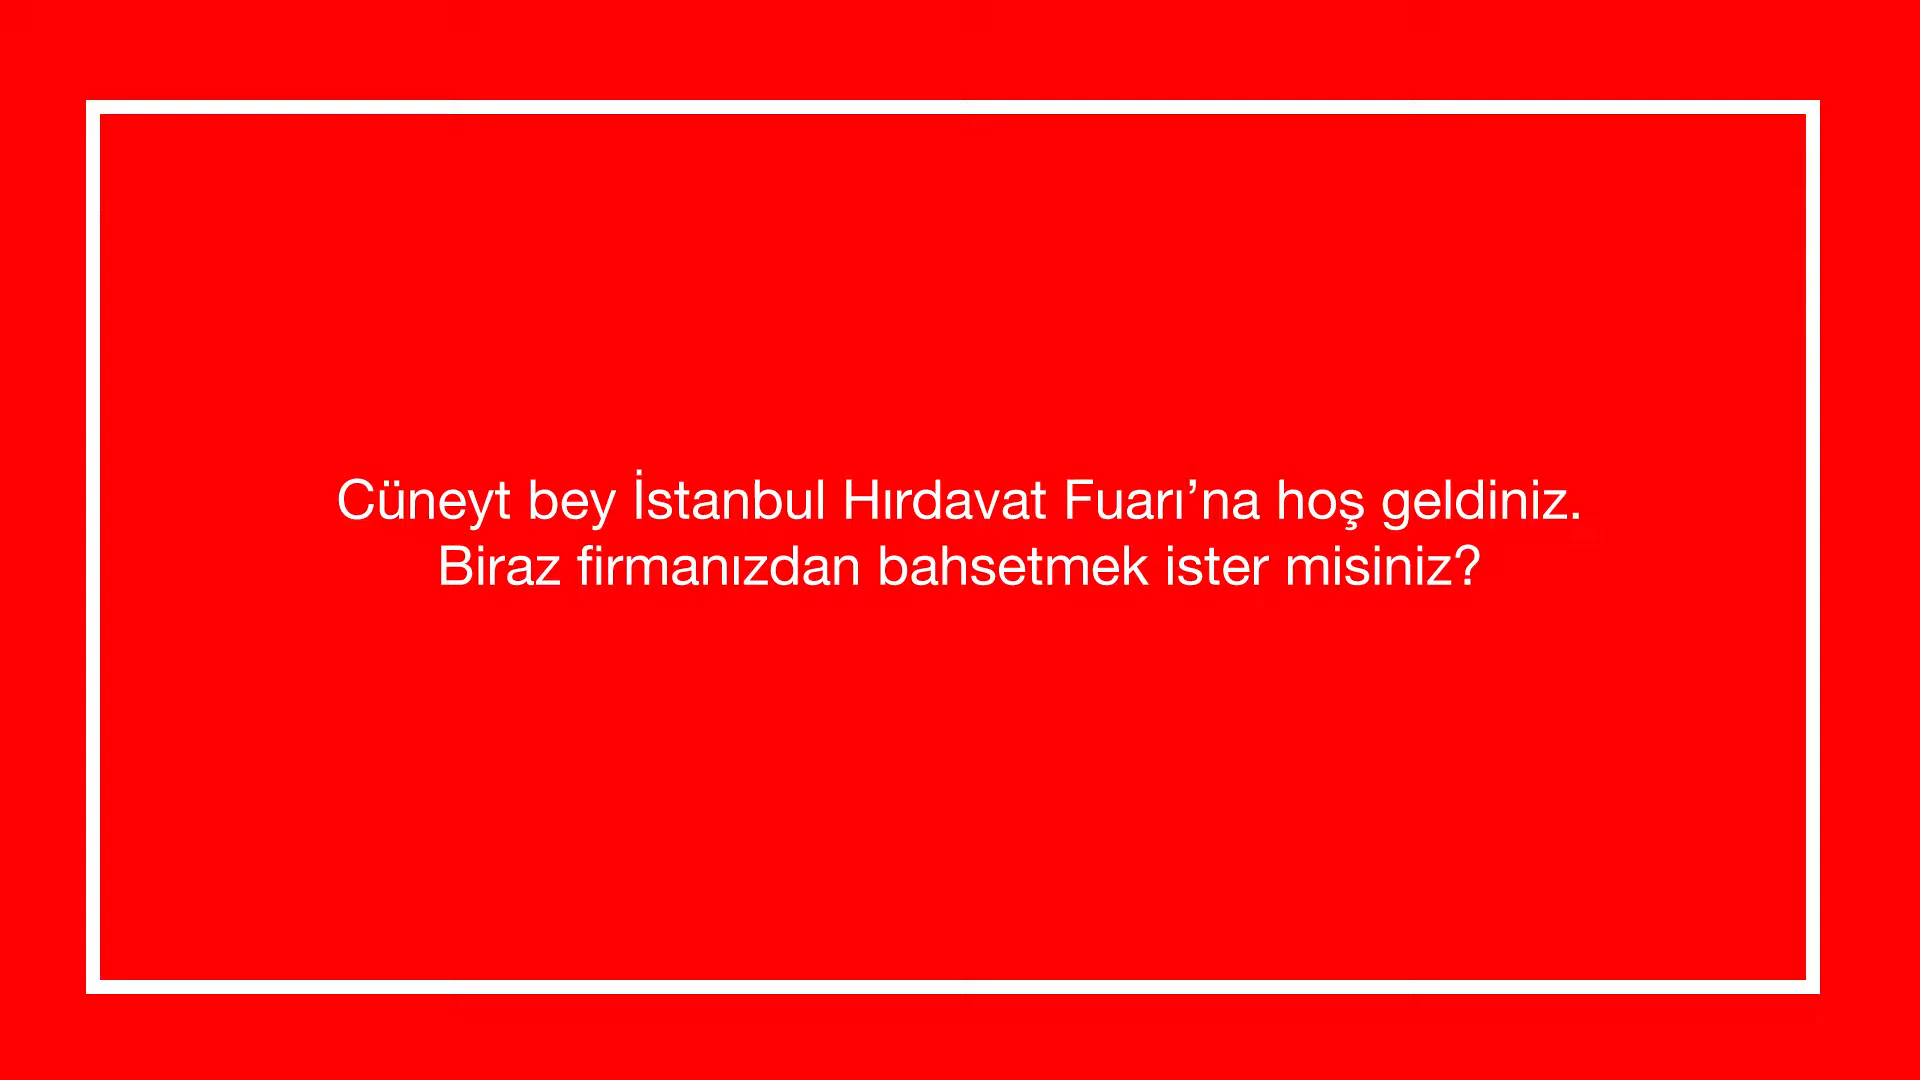 Cüneyt bey İstanbul Hırdavat Fuarı’na hoş geldiniz.
Biraz firmanızdan bahsetmek ister misiniz?